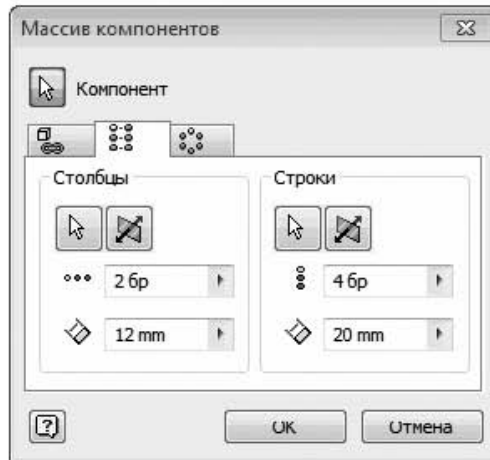 Массив компонентов
Компонент
Столбцы
Строки
2 бр
4 бр
12 mm
20 mm
?
OK
Отмена